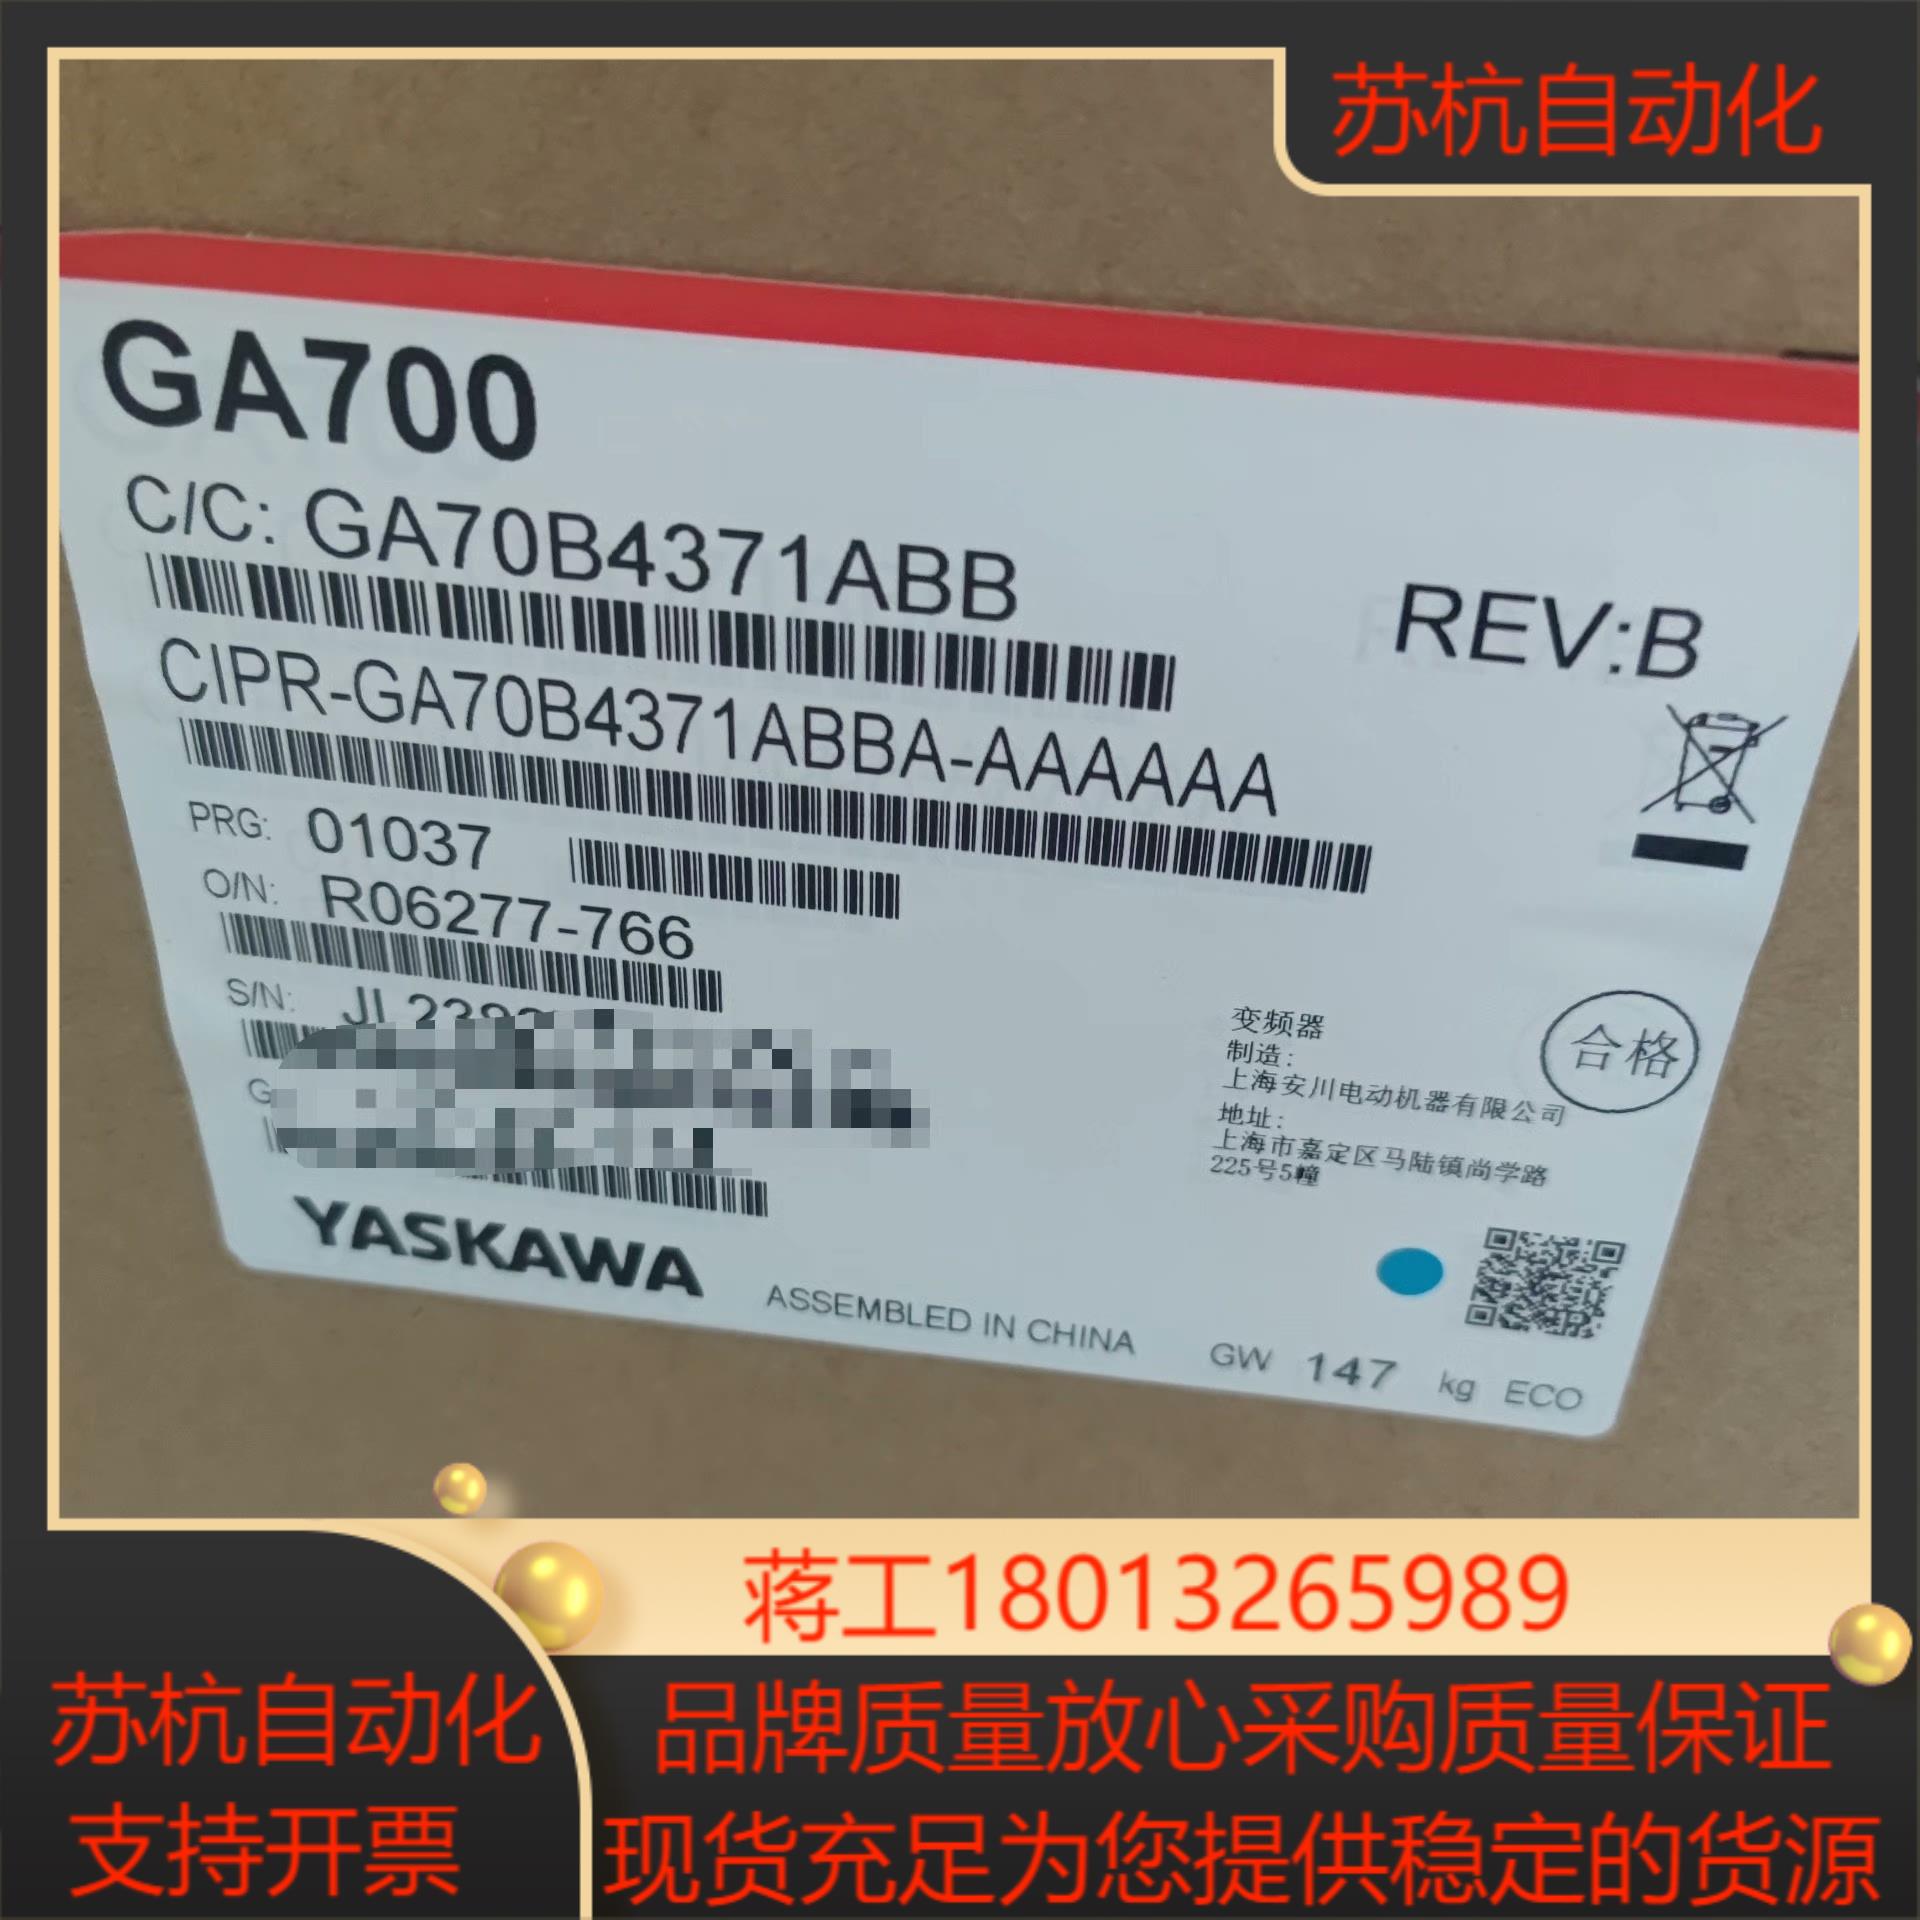 苏杭自动化
GA700
C/C: GA70B4371ABB
REV:B
CIPR-GA70B4371ABBA-AAAAAA
PRG: 01037
O/N: R06277-766
S/N:
变频器
制造:
上海安川电动机器有限公司
地址:
上海市嘉定区马陆镇尚学路
225号5幢
合格
YASKAWA
ASSEMBLED IN CHINA
GW 147 kg ECO
蒋工18013265989
苏杭自动化
支持开票
品牌质量放心采购质量保证
现货充足为您提供稳定的货源